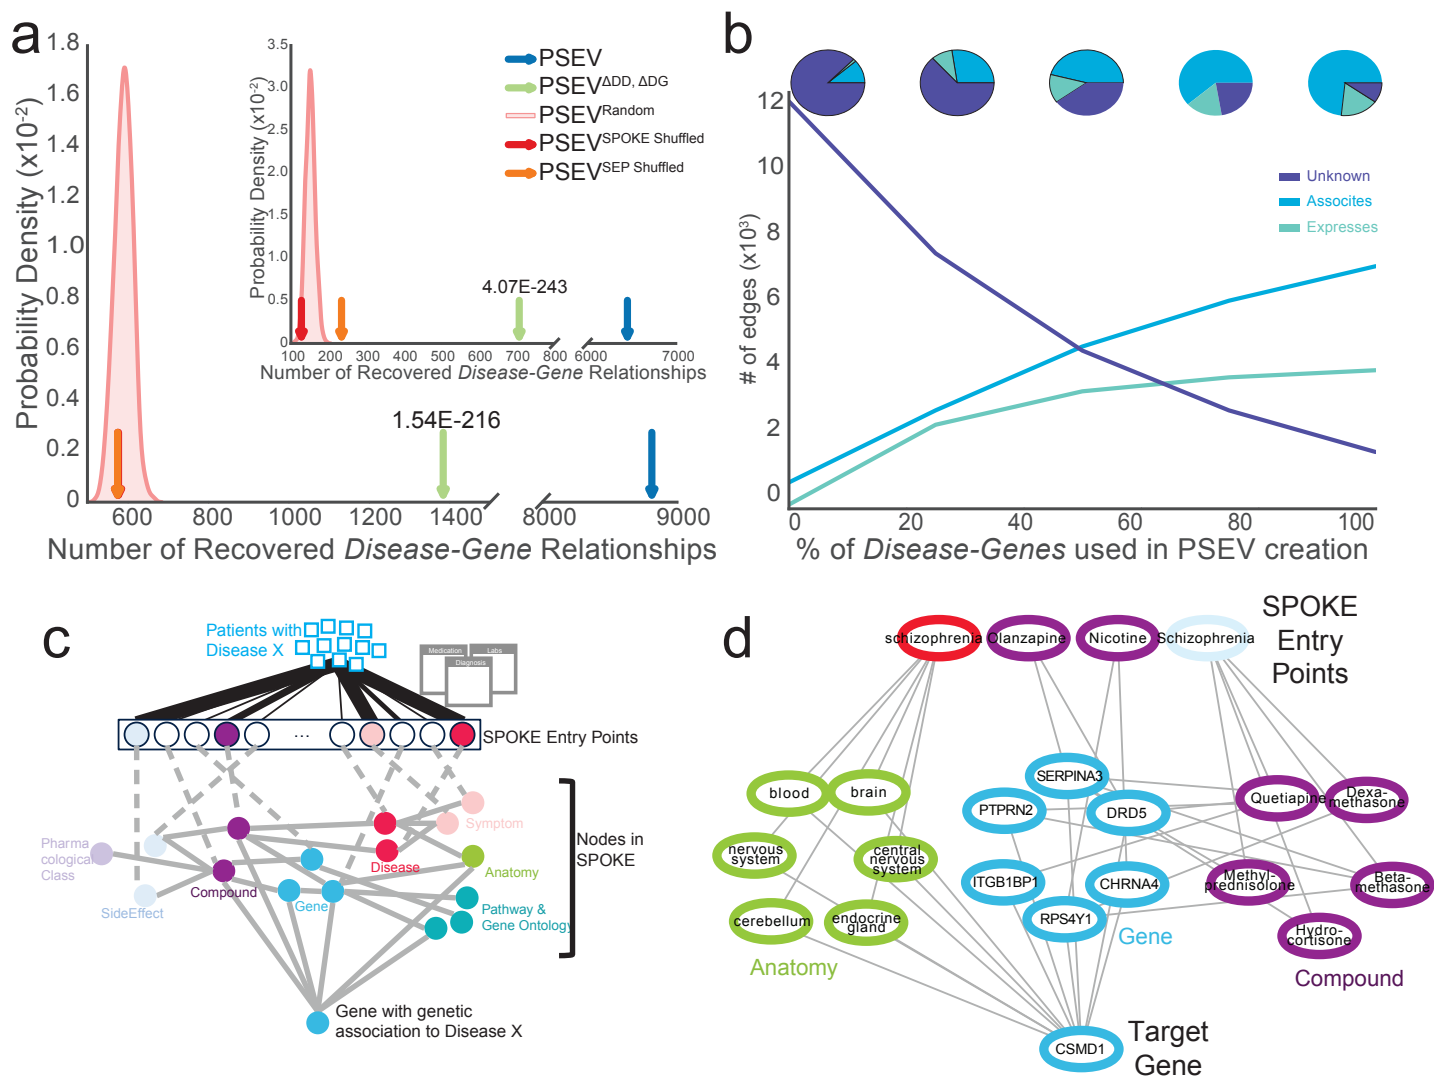 a
1.8
1.6
1.4
1.2
1.0
0.8
0.6
0.4
0.2
0
Probability Density (x10-2)
600 800 1000 1200 1400 8000 9000
Number of Recovered Disease-Gene Relationships
1.54E-216
3.5
3.0
2.5
2.0
1.5
1.0
0.5
0
Probability Density (x10-2)
100 200 300 400 500 600 700 800 6000 7000
Number of Recovered Disease-Gene Relationships
4.07E-243
PSEV
PSEVΔDD, ΔDG
PSEVRandom
PSEVSPOKE Shuffled
PSEVSEP Shuffled
b
12
10
8
6
4
2
0
# of edges (x103)
Unknown
Assocites
Expresses
0 20 40 60 80 100
% of Disease-Genes used in PSEV creation
c
Patients with
Disease X
Medication
Labs
Diagnosis
...
SPOKE Entry Points
Symptom
Nodes in
SPOKE
Pharma
cological
Class
Disease
Anatomy
Compound
Gene
SideEffect
Pathway &
Gene Ontology
Gene with genetic
association to Disease X
d
schizophrenia
Olanzapine
Nicotine
Schizophrenia
SPOKE
Entry
Points
blood
brain
SERPINA3
PTPRN2
DRD5
Quetiapine
Dexa-
methasone
nervous
system
central
nervous
system
ITGB1BP1
CHRNA4
Methyl-
prednisolone
Beta-
methasone
cerebellum
endocrine
gland
RPS4Y1
Hydro-
cortisone
Gene
Anatomy
Compound
CSMD1
Target
Gene